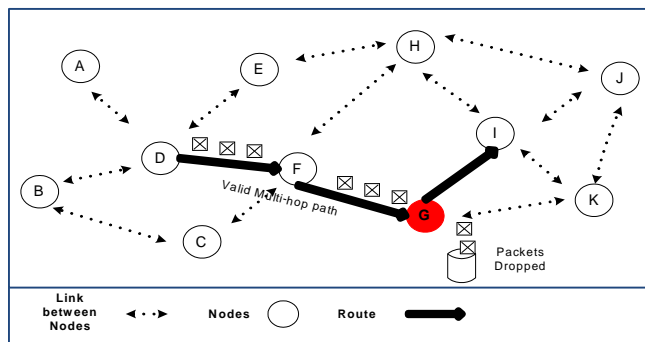 H
A
E
J
I
D
F
Valid Multi-hop path
B
K
G
C
Packets
Dropped
Link
between
Nodes
Nodes
Route